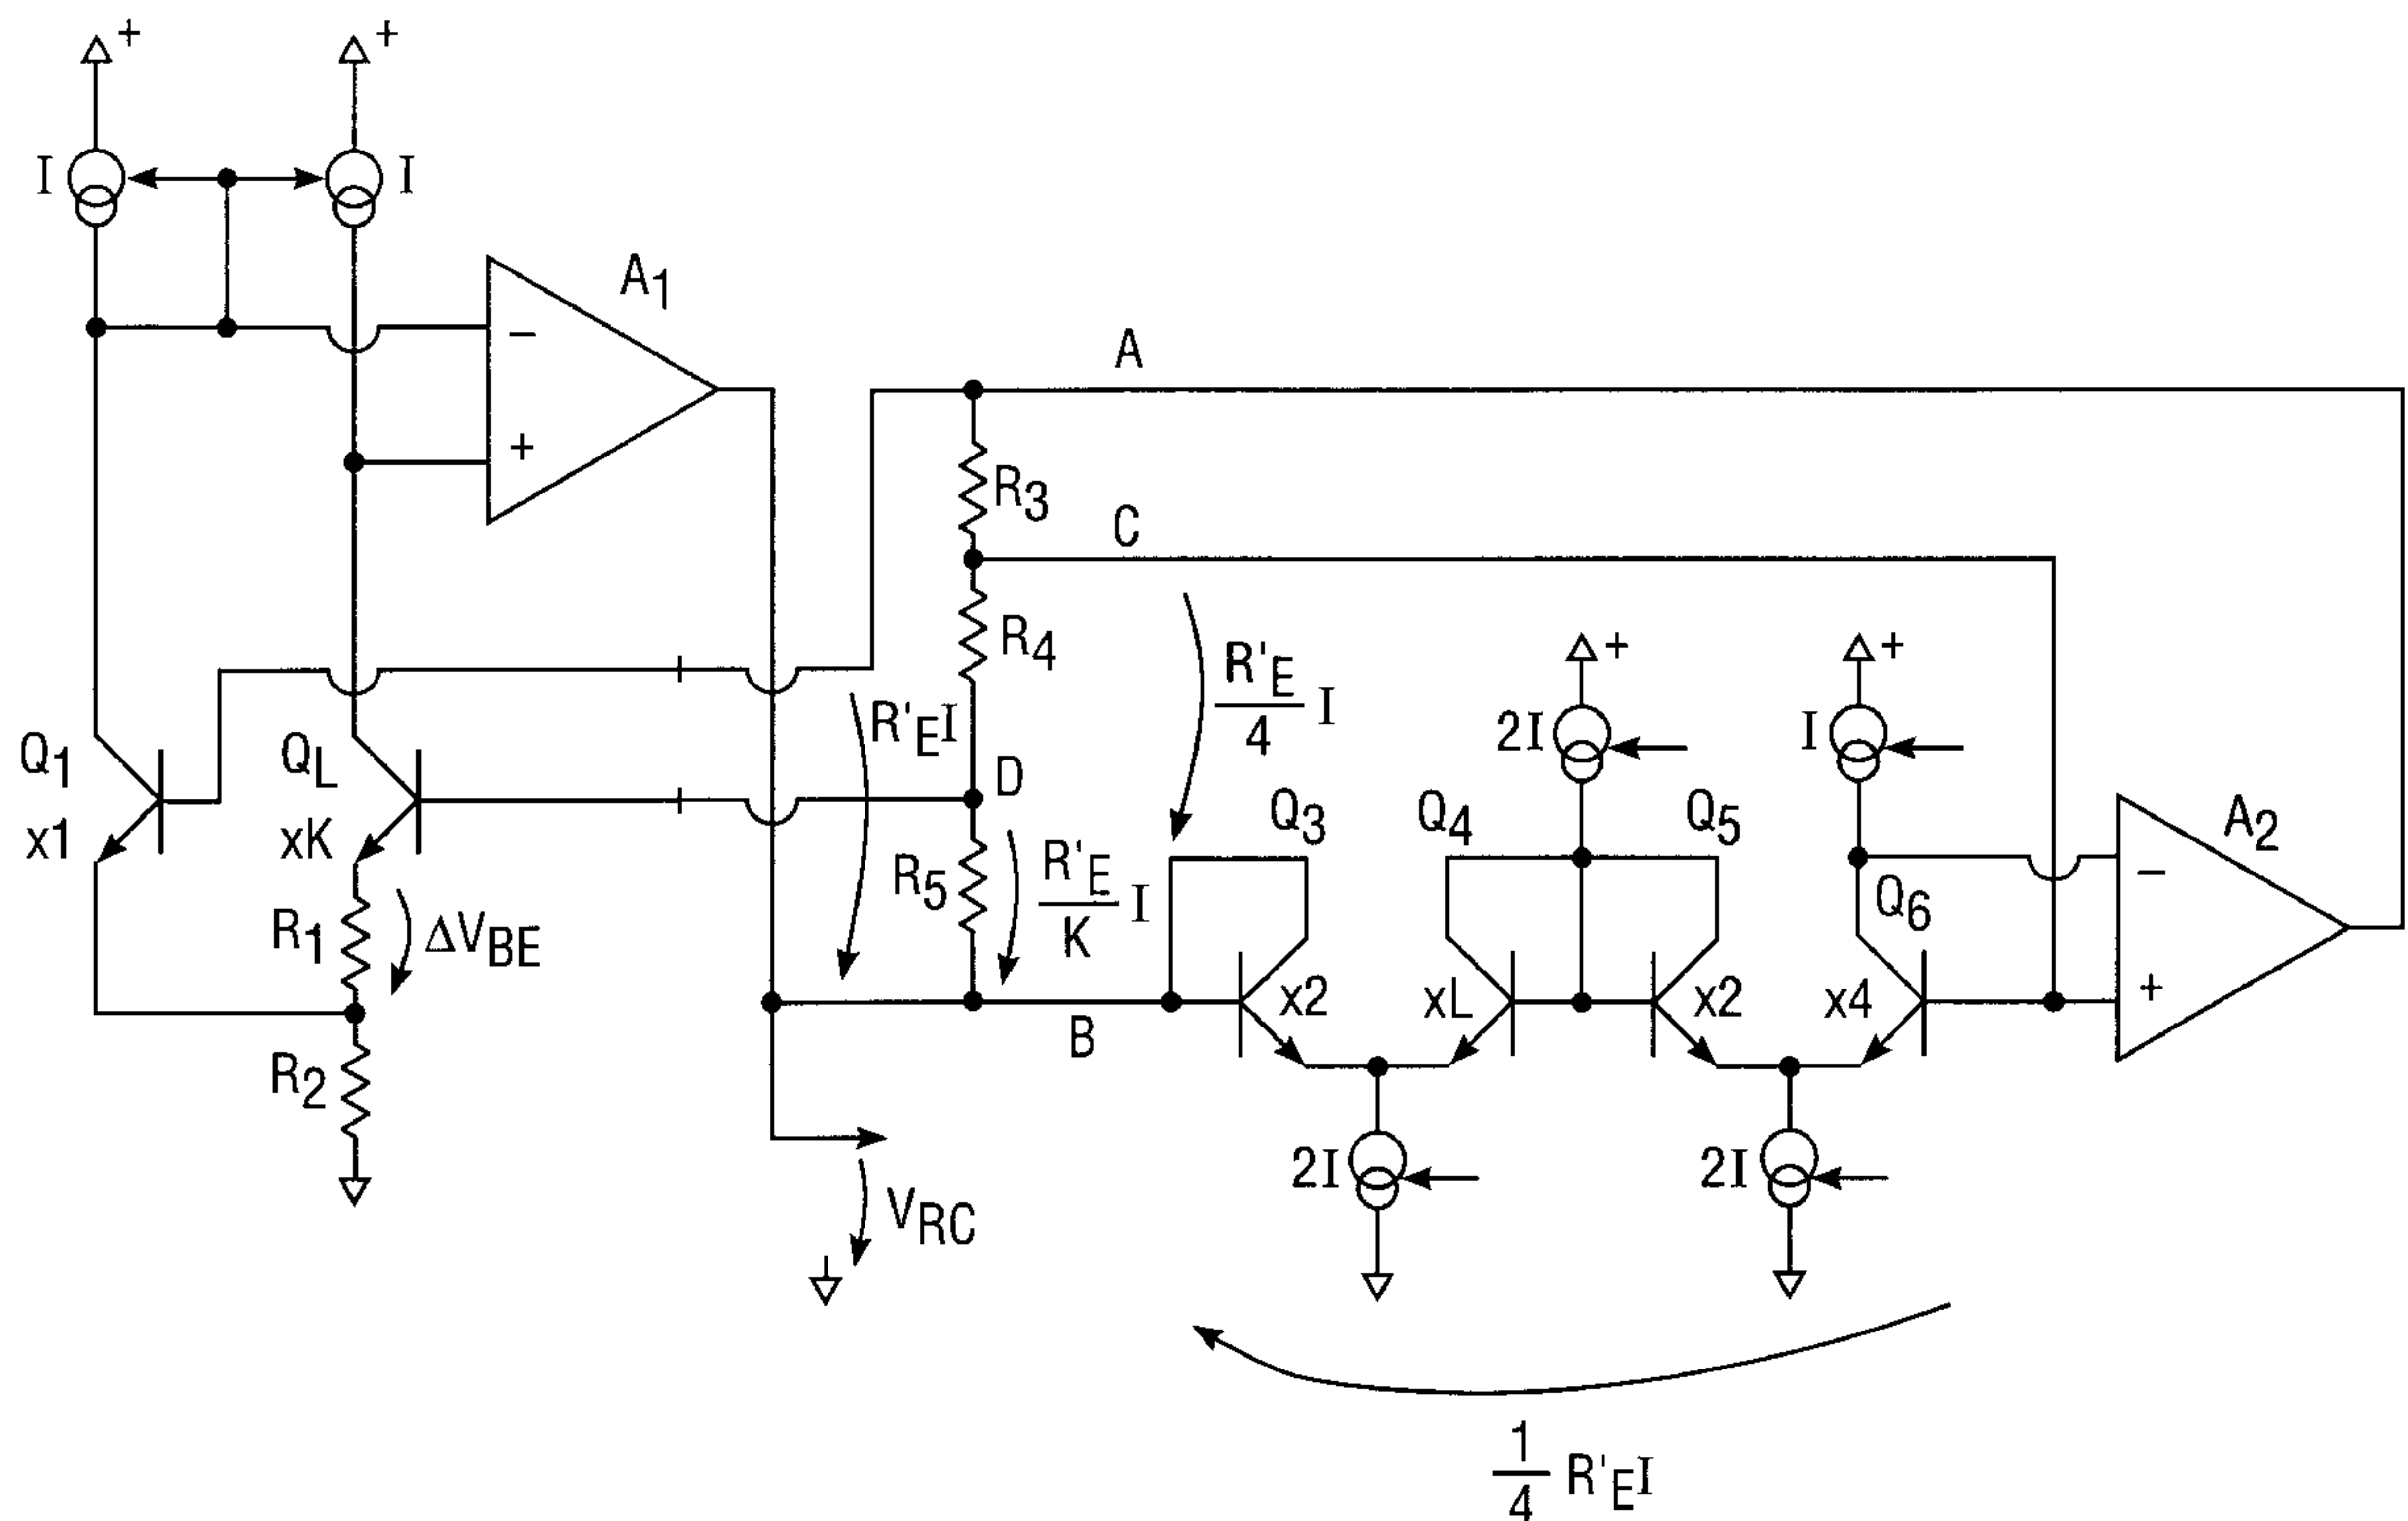 + +
I I
A1
−
+
A
R3
C
R4
R'E/4 I
+ +
2I I
R'EI
Q1 QL
D
Q3 Q4 Q5
A2
x1 xK
−
Q6
R5
R'E/K I
R1
ΔVBE
x2 xL x2 x4
+
B
R2
2I 2I
VRC
1/4 R'EI